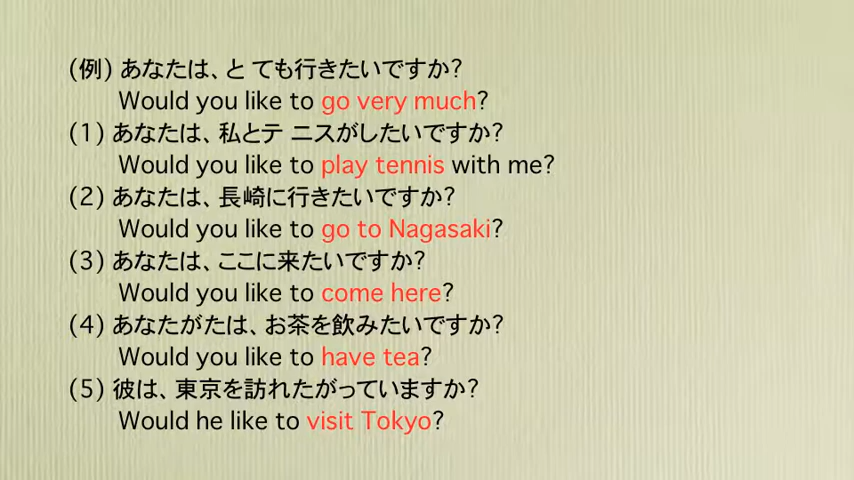 (例) あなたは、と ても行きたいですか?
Would you like to go very much?
(1) あなたは、私とテ ニスがしたいですか?
Would you like to play tennis with me?
(2) あなたは、長崎に行きたいですか?
Would you like to go to Nagasaki?
(3) あなたは、ここに来たいですか?
Would you like to come here?
(4) あなたがたは、お茶を飲みたいですか?
Would you like to have tea?
(5) 彼は、東京を訪れたがっていますか?
Would he like to visit Tokyo?